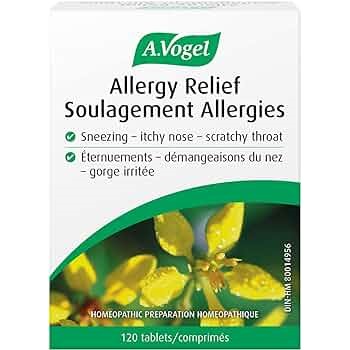 A.Vogel
Allergy Relief
Soulagement Allergies
Sneezing – itchy nose – scratchy throat
Éternuements – démangeaisons du nez
– gorge irritée
DIN-HM 80014956
HOMEOPATHIC PREPARATION HOMÉOPATHIQUE
120 tablets/comprimés